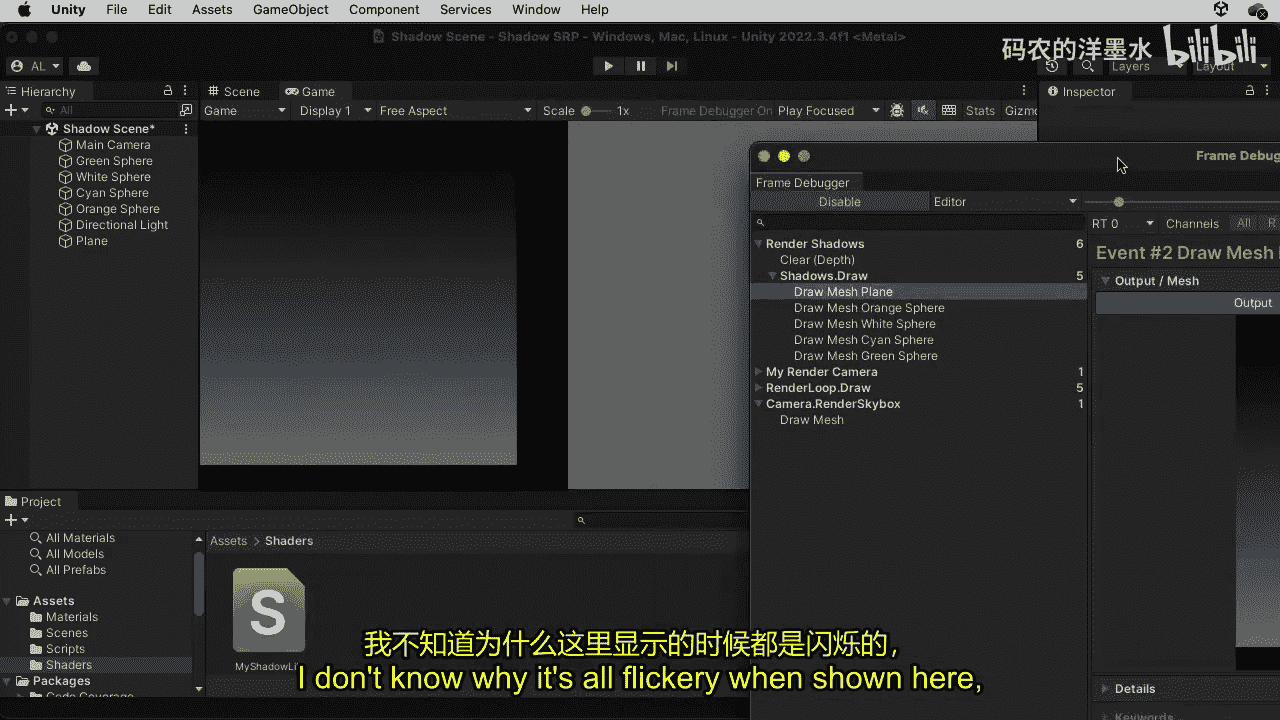 Unity File Edit Assets GameObject Component Services Window Help
Shadow Scene - Shadow SRP - Windows, Mac, Linux - Unity 2022.3.4f1 <Metal>
码农的洋墨水 bilibili
AL Layers Layout
Hierarchy Scene Game Inspector
All Game Display 1 Free Aspect Scale 1x Frame Debugger On Play Focused Stats Gizmo
Shadow Scene*
Main Camera
Green Sphere
White Sphere
Cyan Sphere
Orange Sphere
Directional Light
Plane
Frame Debug
Frame Debugger
Disable Editor
RT 0 Channels All R
Render Shadows 6
Clear (Depth)
Shadows.Draw 5
Draw Mesh Plane
Draw Mesh Orange Sphere
Draw Mesh White Sphere
Draw Mesh Cyan Sphere
Draw Mesh Green Sphere
My Render Camera 1
RenderLoop.Draw 5
Camera.RenderSkybox 1
Draw Mesh
Event #2 Draw Mesh
Output / Mesh
Output
Details
Keywords
Project
All Materials
All Models
All Prefabs
Assets
Materials
Scenes
Scripts
Shaders
Packages
Code Coverage
Assets > Shaders
S
MyShadowLi
我不知道为什么这里显示的时候都是闪烁的，
I don't know why it's all flickery when shown here,